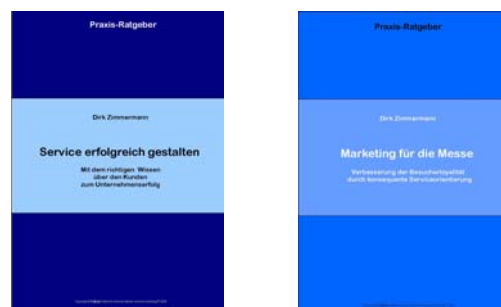 Praxis-Ratgeber
Dirk Zimmermann
Service erfolgreich gestalten
Mit dem richtigen Wissen
über den Kunden
zum Unternehmenserfolg
Praxis-Ratgeber
Dirk Zimmermann
Marketing für die Messe
Verbesserung der Besucherloyalität
durch konsequente Serviceorientierung